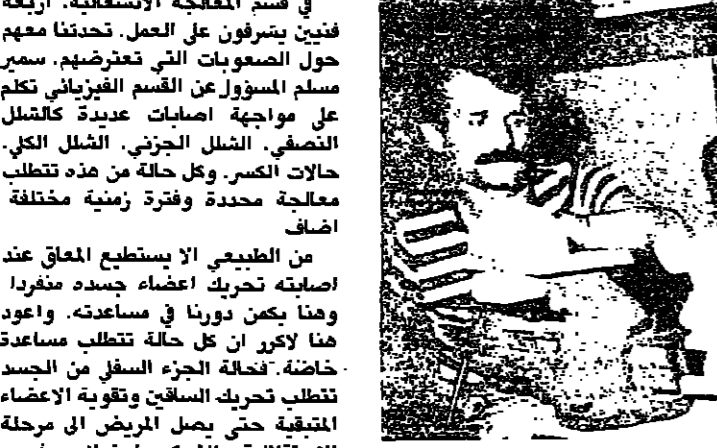 في قسم المعالجة الانشغالية. اربعة
فنيين يشرفون على العمل. تحدثنا معهم
حول الصعوبات التي تعترضهم. سمير
مسلم المسؤول عن القسم الفيزيائي تكلم
على مواجهة اصابات عديدة كالشلل
النصفي. الشلل الجزئي. الشلل الكلي.
حالات الكسر. وكل حالة من هذه تتطلب
معالجة محددة وفترة زمنية مختلفة
اضاف
من الطبيعي الا يستطيع المعاق عند
اصابته تحريك اعضاء جسده منفردا
وهنا يكمن دورنا في مساعدته. واعود
هنا لاكرر ان كل حالة تتطلب مساعدة
خاصة. فحالة الجزء السفلي من الجسد
تتطلب تحريك الساقين وتقوية الاعضاء
المتبقية حتى يصل المريض الى مرحلة